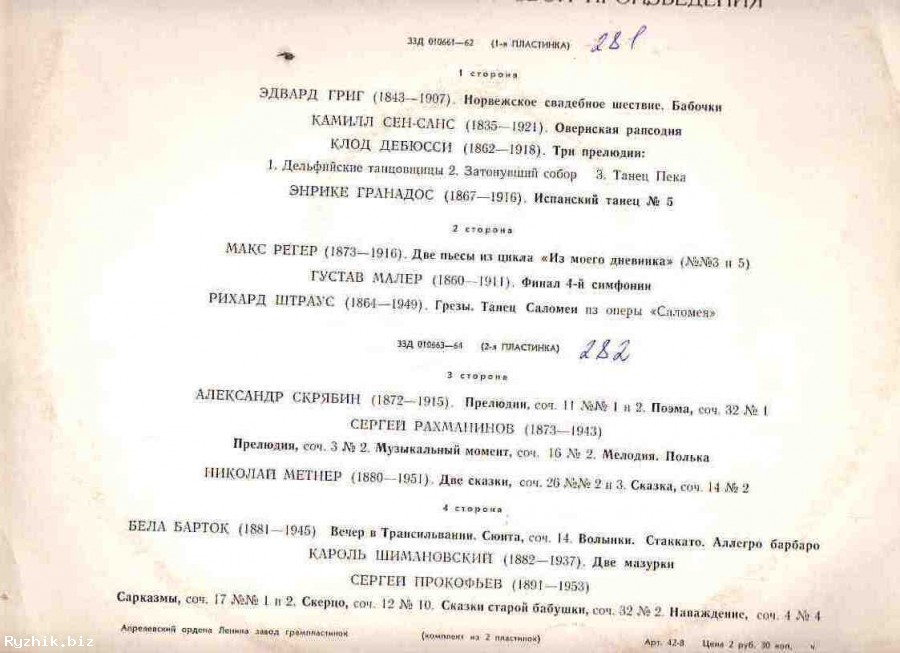 ПРОИЗВЕДЕНИЯ
33Д 010661—62 (1-я ПЛАСТИНКА) 281
1 сторона
ЭДВАРД ГРИГ (1843—1907). Норвежское свадебное шествие. Бабочки
КАМИЛЛ СЕН-САНС (1835—1921). Овернская рапсодия
КЛОД ДЕБЮССИ (1862—1918). Три прелюдии:
1. Дельфийские танцовщицы 2. Затонувший собор 3. Танец Пека
ЭНРИКЕ ГРАНАДОС (1867—1916). Испанский танец № 5
2 сторона
МАКС РЕГЕР (1873—1916). Две пьесы из цикла «Из моего дневника» (№№3 и 5)
ГУСТАВ МАЛЕР (1860—1911). Финал 4-й симфонии
РИХАРД ШТРАУС (1864—1949). Грезы. Танец Саломеи из оперы «Саломея»
33Д 010663—64 (2-я ПЛАСТИНКА) 282
3 сторона
АЛЕКСАНДР СКРЯБИН (1872—1915). Прелюдии, соч. 11 №№ 1 и 2. Поэма, соч. 32 № 1
СЕРГЕЙ РАХМАНИНОВ (1873—1943)
Прелюдия, соч. 3 № 2. Музыкальный момент, соч. 16 № 2. Мелодия. Полька
НИКОЛАЙ МЕТНЕР (1880—1951). Две сказки, соч. 26 №№ 2 и 3. Сказка, соч. 14 № 2
4 сторона
БЕЛА БАРТОК (1881—1945) Вечер в Трансильвании. Сюита, соч. 14. Волынки. Стаккато. Аллегро барбаро
КАРОЛЬ ШИМАНОВСКИЙ (1882—1937). Две мазурки
СЕРГЕЙ ПРОКОФЬЕВ (1891—1953)
Сарказмы, соч. 17 №№ 1 и 2. Скерцо, соч. 12 № 10. Сказки старой бабушки, соч. 32 № 2. Наваждение, соч. 4 № 4
Апрелевский ордена Ленина завод грампластинок (комплект из 2 пластинок) Арт. 42-8 Цена 2 руб. 30 коп.
Ryzhik.biz